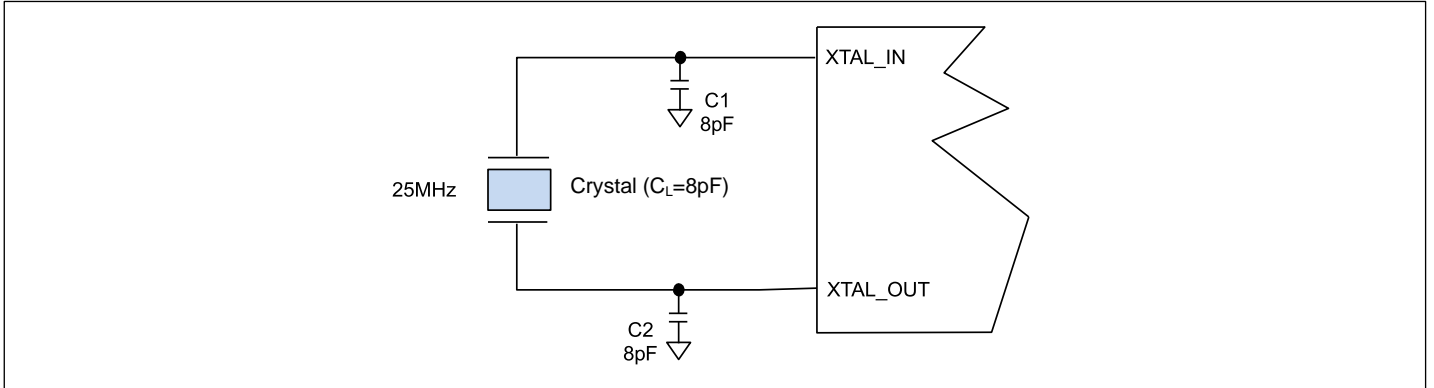 XTAL_IN
C1
8pF
25MHz
Crystal (CL=8pF)
XTAL_OUT
C2
8pF